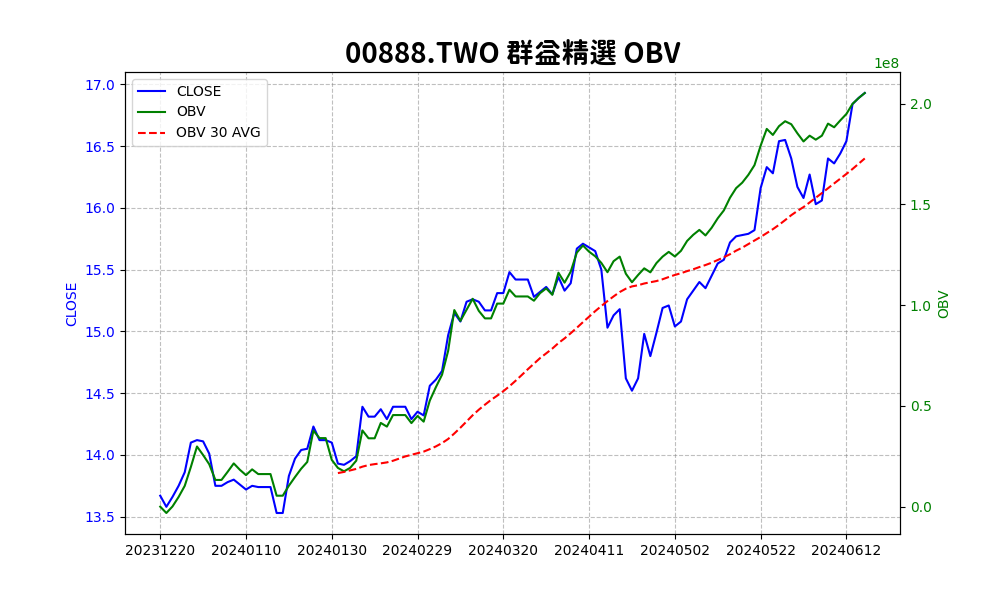 00888.TWO 群益精選 OBV
1e8
CLOSE
OBV
OBV 30 AVG
17.0
16.5
16.0
15.5
15.0
14.5
14.0
13.5
CLOSE
2.0
1.5
1.0
0.5
0.0
OBV
20231220 20240110 20240130 20240229 20240320 20240411 20240502 20240522 20240612